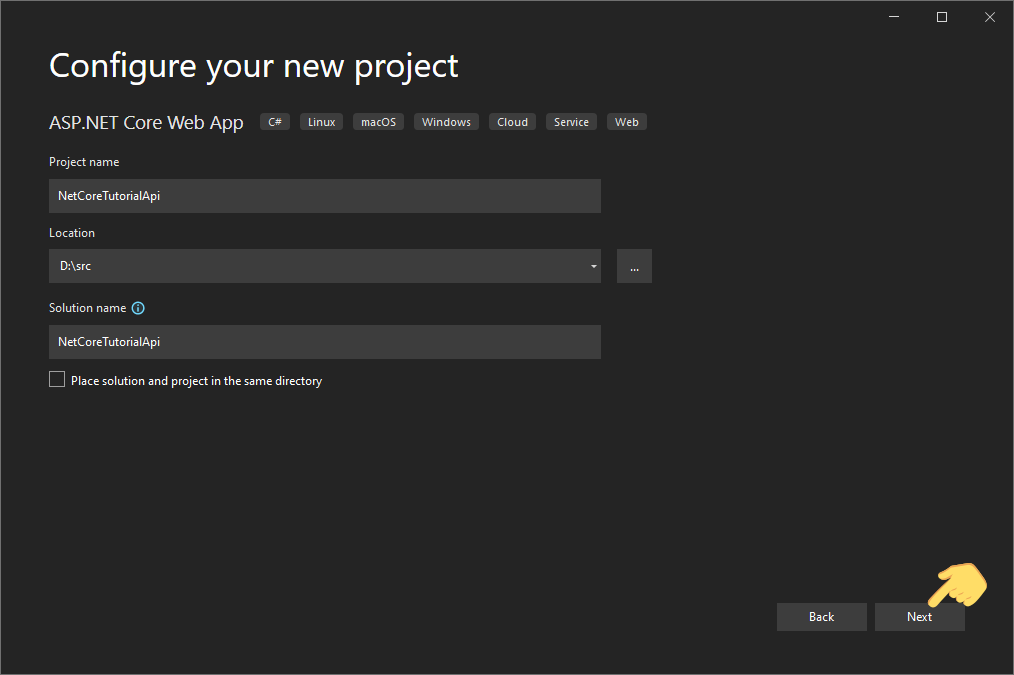 Configure your new project
ASP.NET Core Web App C# Linux macOS Windows Cloud Service Web
Project name
NetCoreTutorialApi
Location
D:\src
...
Solution name
NetCoreTutorialApi
Place solution and project in the same directory
Back Next